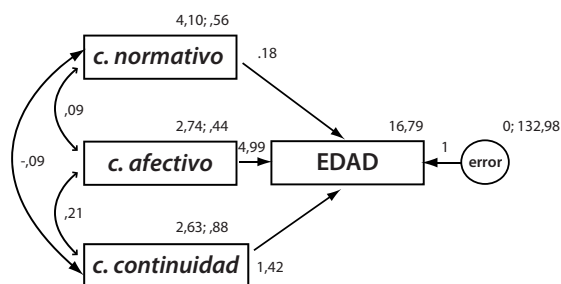 4,10; ,56
c. normativo
.18
,09
2,74; ,44
16,79
0; 132,98
c. afectivo
4,99
EDAD
1
error
-,09
,21
2,63; ,88
c. continuidad
1,42